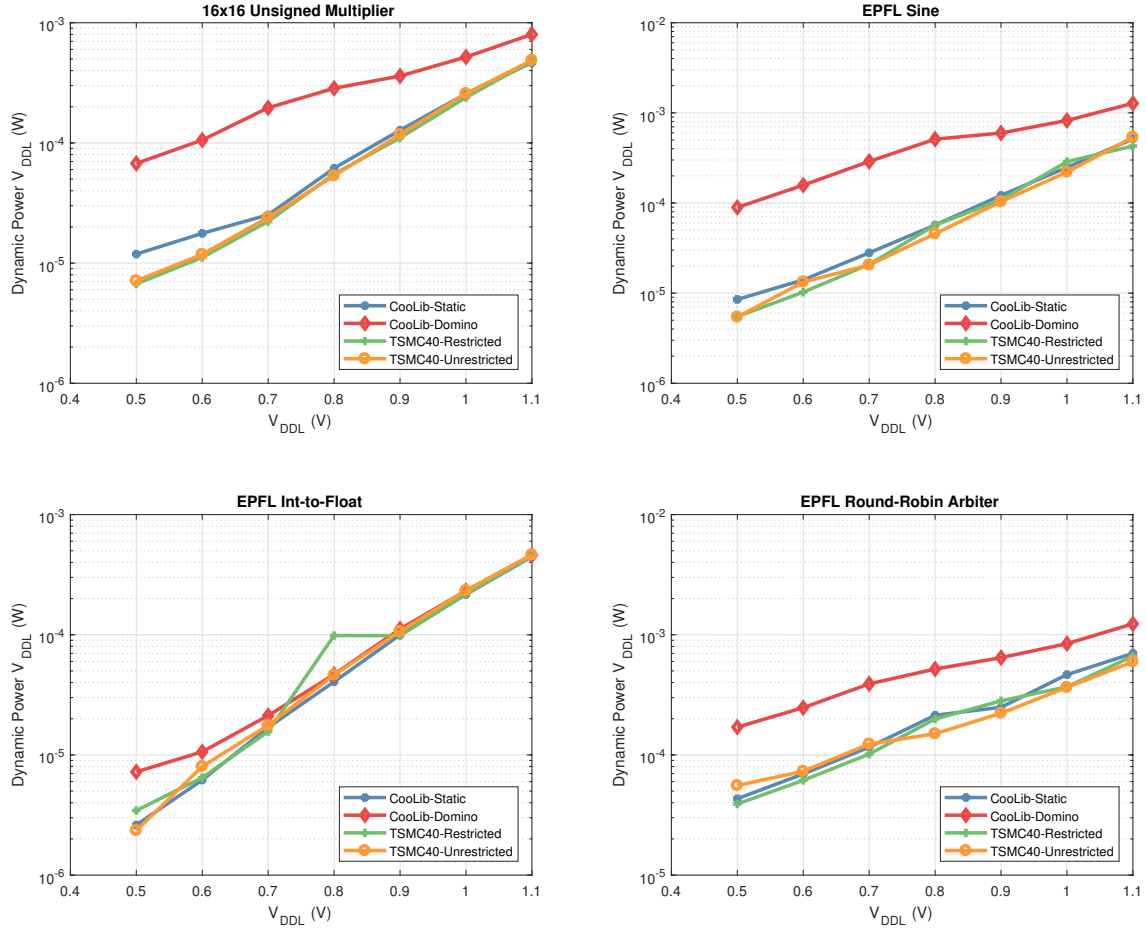 16x16 Unsigned Multiplier
10^-3
10^-4
10^-5
10^-6
Dynamic Power V_DDL (W)
0.4 0.5 0.6 0.7 0.8 0.9 1 1.1
V_DDL (V)
CooLib-Static
CooLib-Domino
TSMC40-Restricted
TSMC40-Unrestricted
EPFL Sine
10^-2
10^-3
10^-4
10^-5
10^-6
Dynamic Power V_DDL (W)
0.4 0.5 0.6 0.7 0.8 0.9 1 1.1
V_DDL (V)
CooLib-Static
CooLib-Domino
TSMC40-Restricted
TSMC40-Unrestricted
EPFL Int-to-Float
10^-3
10^-4
10^-5
10^-6
Dynamic Power V_DDL (W)
0.4 0.5 0.6 0.7 0.8 0.9 1 1.1
V_DDL (V)
CooLib-Static
CooLib-Domino
TSMC40-Restricted
TSMC40-Unrestricted
EPFL Round-Robin Arbiter
10^-2
10^-3
10^-4
10^-5
Dynamic Power V_DDL (W)
0.4 0.5 0.6 0.7 0.8 0.9 1 1.1
V_DDL (V)
CooLib-Static
CooLib-Domino
TSMC40-Restricted
TSMC40-Unrestricted